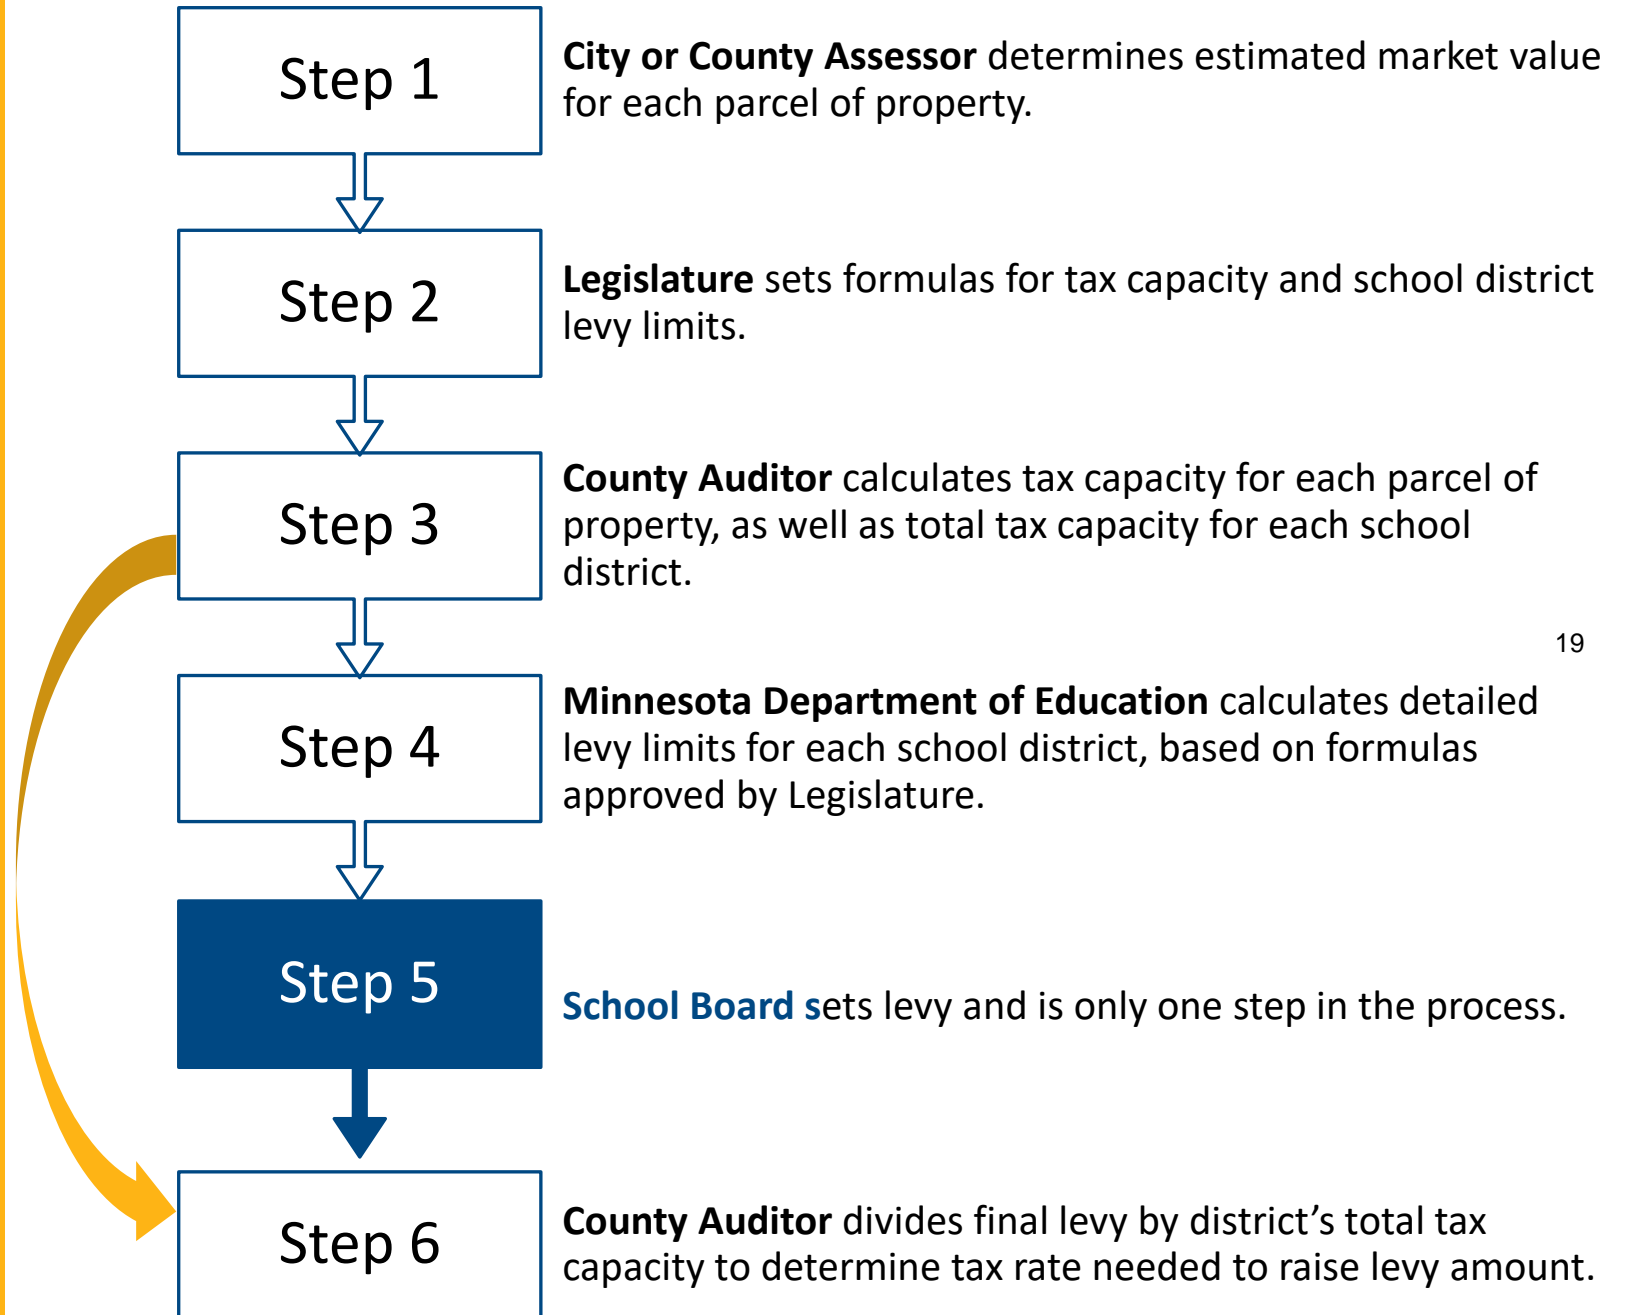 Step 1
City or County Assessor determines estimated market value
for each parcel of property.
Step 2
Legislature sets formulas for tax capacity and school district
levy limits.
Step 3
County Auditor calculates tax capacity for each parcel of
property, as well as total tax capacity for each school
district.
19
Step 4
Minnesota Department of Education calculates detailed
levy limits for each school district, based on formulas
approved by Legislature.
Step 5
School Board sets levy and is only one step in the process.
Step 6
County Auditor divides final levy by district’s total tax
capacity to determine tax rate needed to raise levy amount.